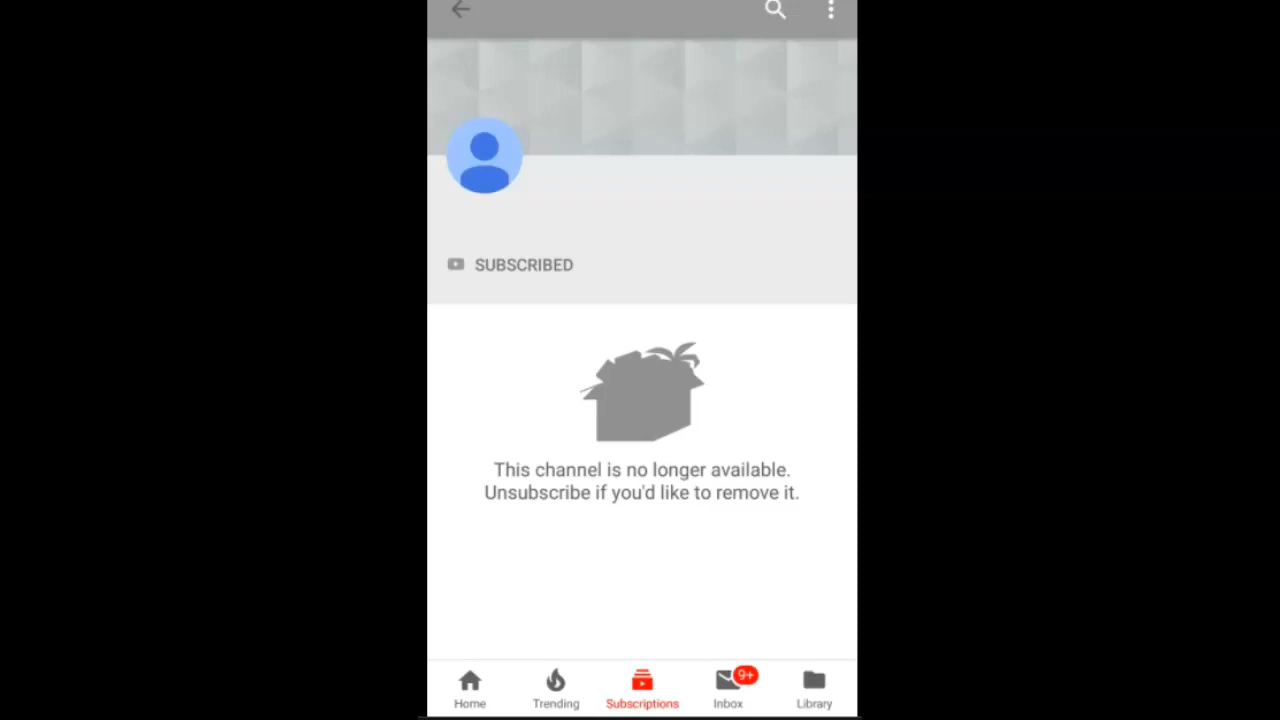 SUBSCRIBED
This channel is no longer available.
Unsubscribe if you'd like to remove it.
9+
Home Trending Subscriptions Inbox Library